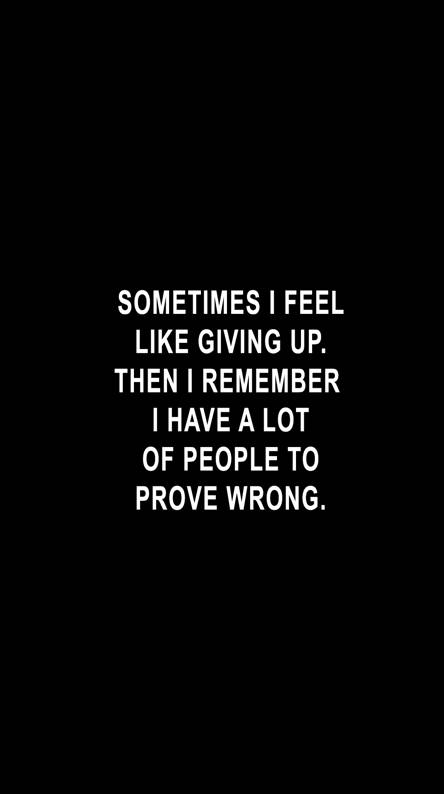 SOMETIMES I FEEL
LIKE GIVING UP.
THEN I REMEMBER
I HAVE A LOT
OF PEOPLE TO
PROVE WRONG.